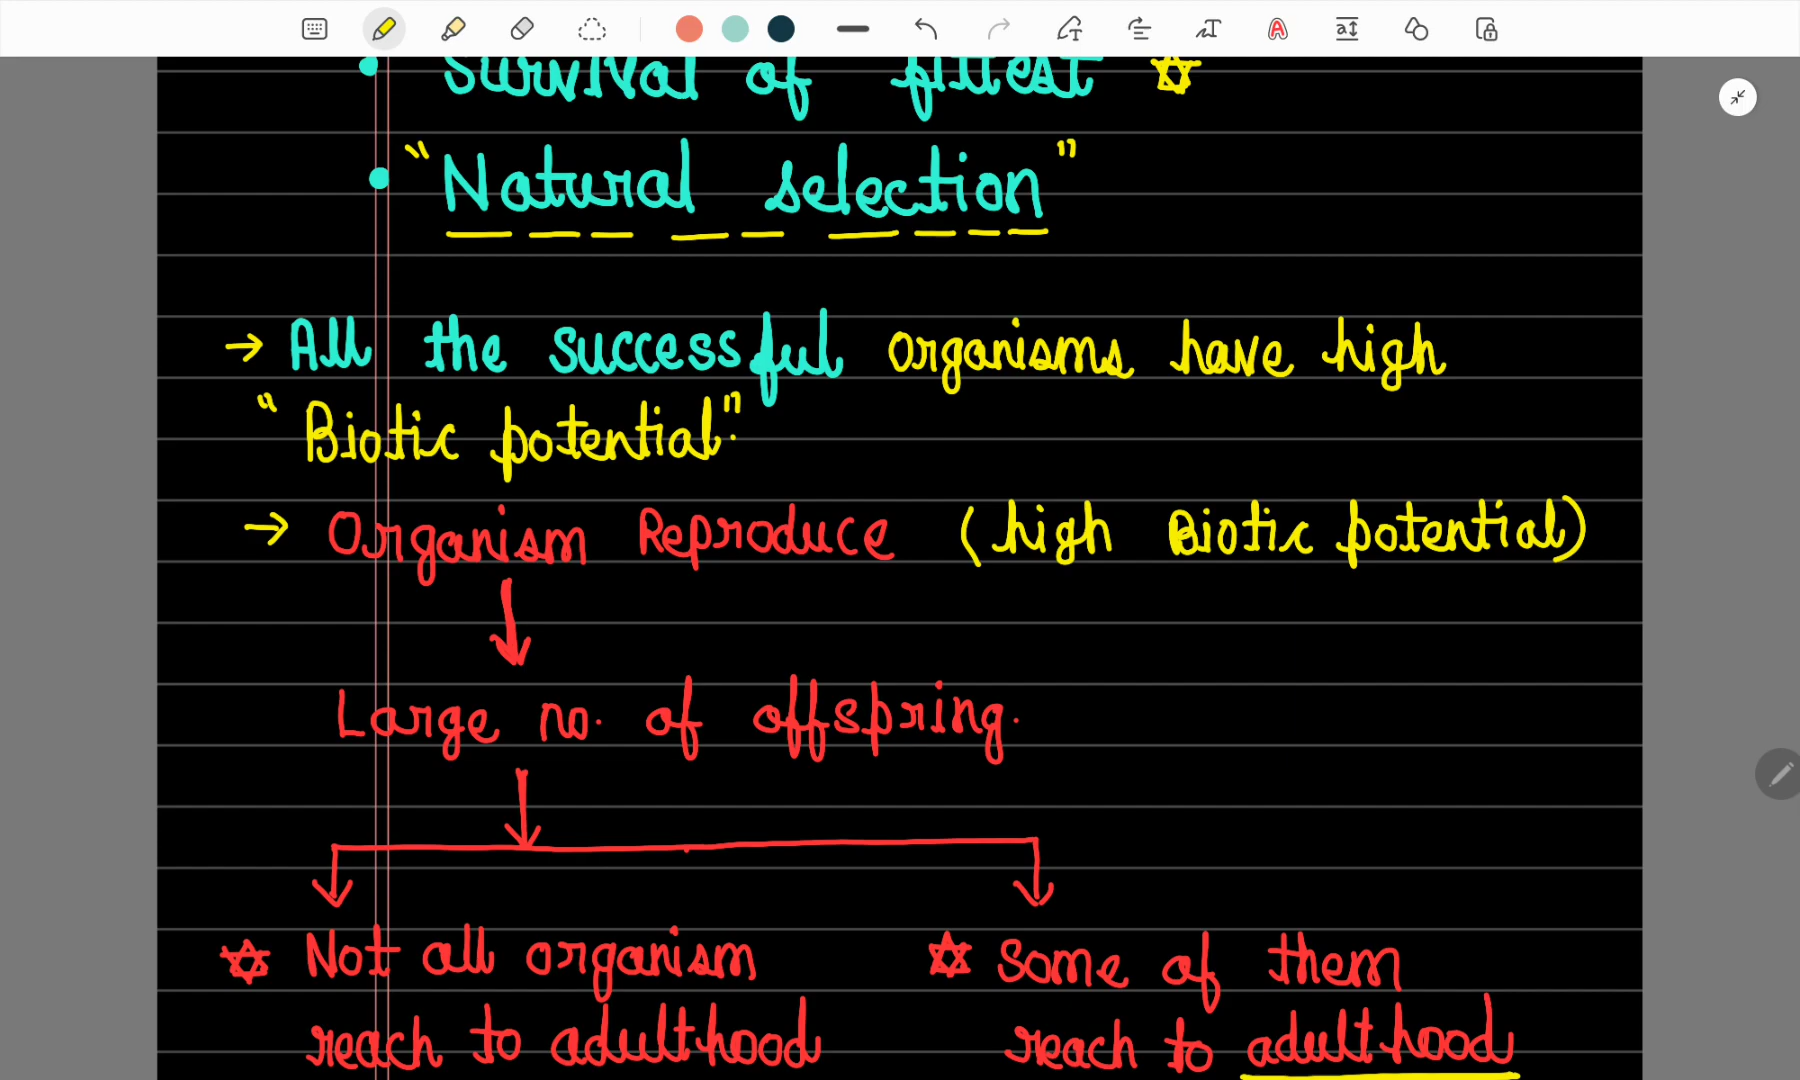 • Survival of fittest ✡
• "Natural selection"
→ All the successful organisms have high
"Biotic potential".
→ Organism Reproduce (high Biotic potential)
↓
Large no. of offspring.
↓
✡ Not all organism
reach to adulthood
✡ Some of them
reach to adulthood